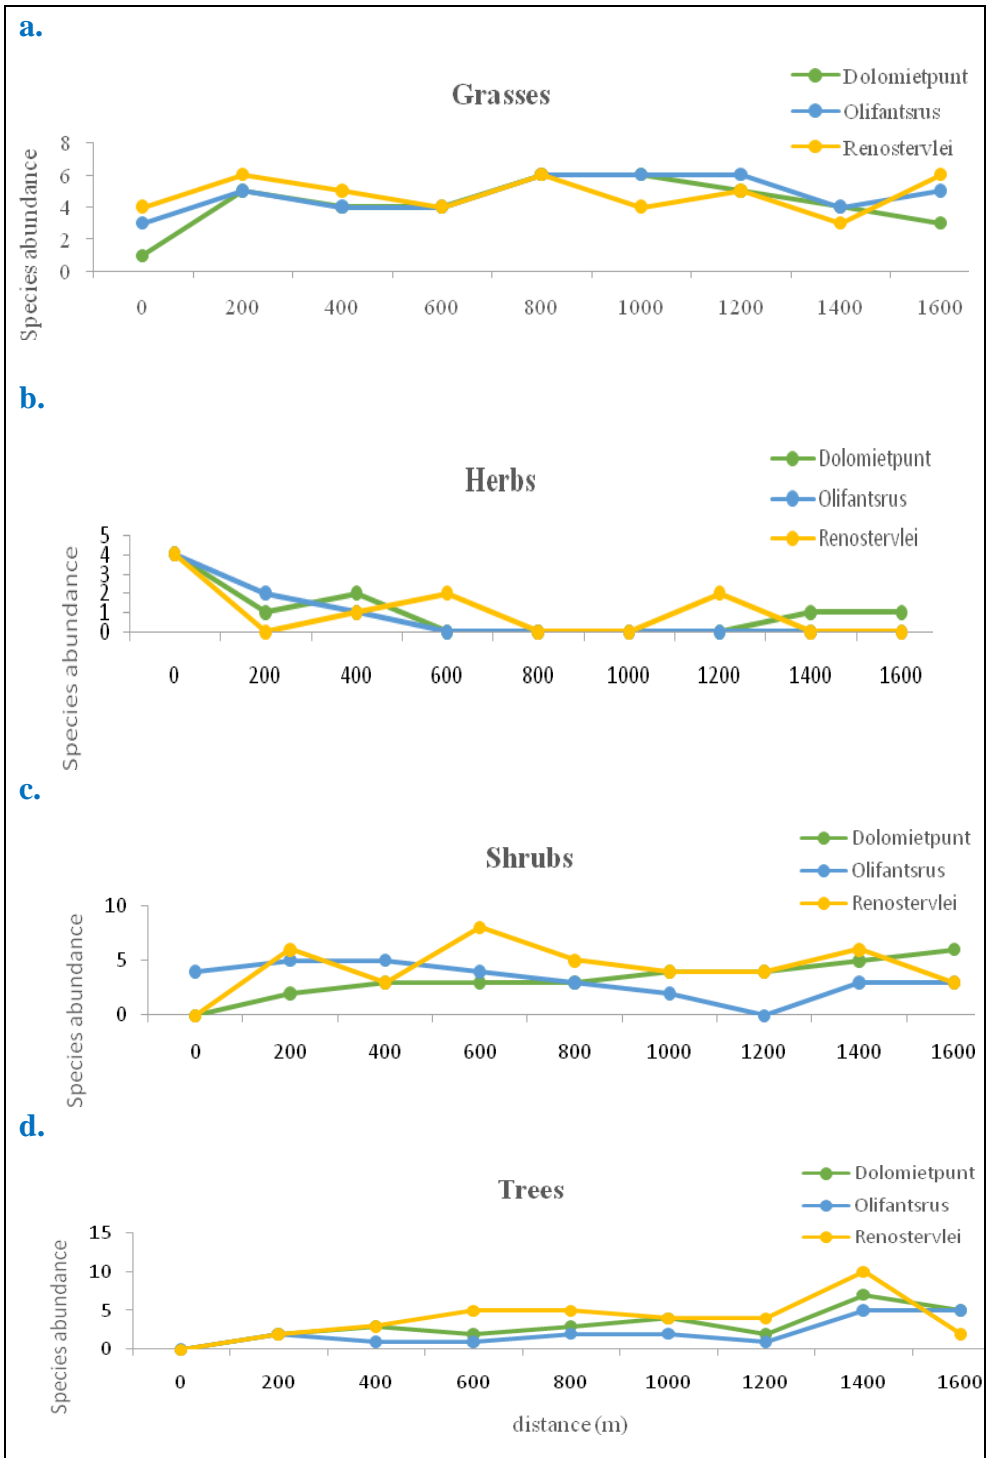 a.
Grasses
Dolomietpunt
Olifantsrus
Renostervlei
Species abundance
8
6
4
2
0
0 200 400 600 800 1000 1200 1400 1600
b.
Herbs
Dolomietpunt
Olifantsrus
Renostervlei
Species abundance
5
4
3
2
1
0
0 200 400 600 800 1000 1200 1400 1600
c.
Shrubs
Dolomietpunt
Olifantsrus
Renostervlei
Species abundance
10
5
0
0 200 400 600 800 1000 1200 1400 1600
d.
Trees
Dolomietpunt
Olifantsrus
Renostervlei
Species abundance
15
10
5
0
0 200 400 600 800 1000 1200 1400 1600
distance (m)